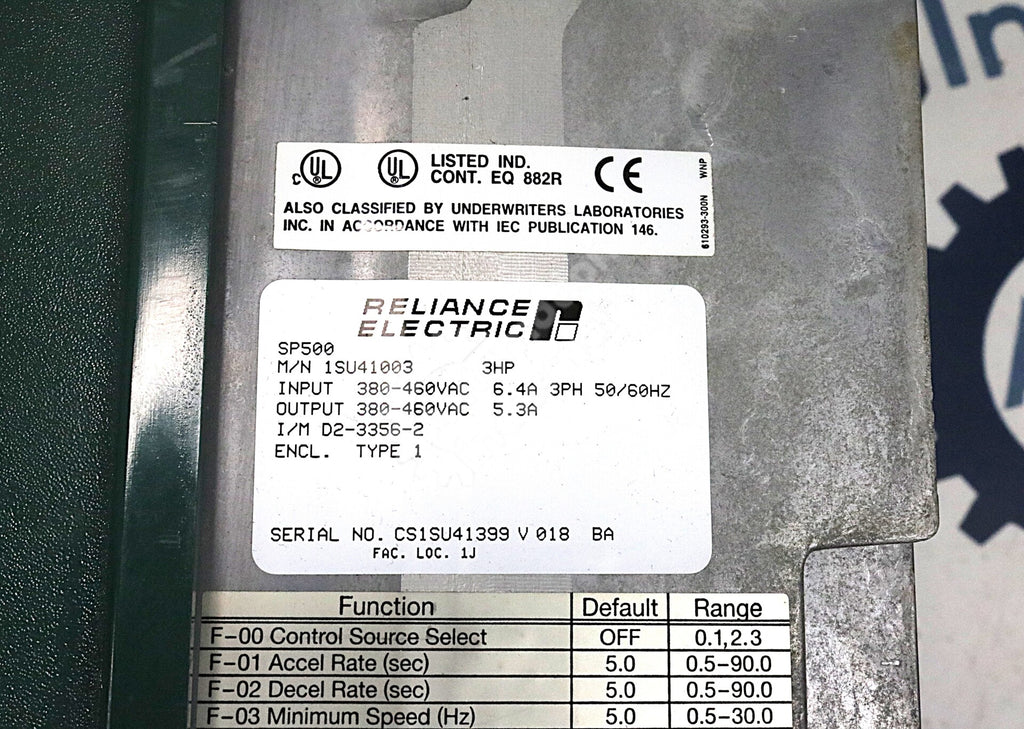 In
C UL UL LISTED IND. CE
CONT. EQ 882R
ALSO CLASSIFIED BY UNDERWRITERS LABORATORIES
INC. IN ACCORDANCE WITH IEC PUBLICATION 146.
610293-300N WNP
RELIANCE
ELECTRIC
SP500
M/N 1SU41003 3HP
INPUT 380-460VAC 6.4A 3PH 50/60HZ
OUTPUT 380-460VAC 5.3A
I/M D2-3356-2
ENCL. TYPE 1
SERIAL NO. CS1SU41399 V 018 BA
FAC. LOC. 1J
Function Default Range
F-00 Control Source Select OFF 0.1,2.3
F-01 Accel Rate (sec) 5.0 0.5-90.0
F-02 Decel Rate (sec) 5.0 0.5-90.0
F-03 Minimum Speed (Hz) 5.0 0.5-30.0